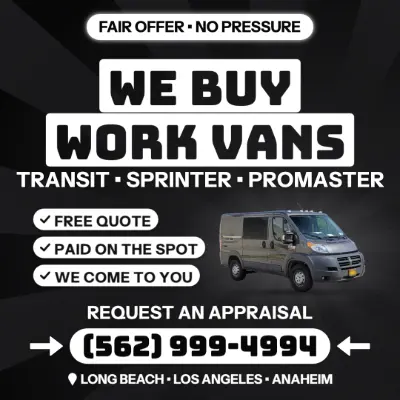 FAIR OFFER ▪ NO PRESSURE
WE BUY
WORK VANS
TRANSIT ▪ SPRINTER ▪ PROMASTER
FREE QUOTE
PAID ON THE SPOT
WE COME TO YOU
REQUEST AN APPRAISAL
(562) 999-4994
LONG BEACH ▪ LOS ANGELES ▪ ANAHEIM